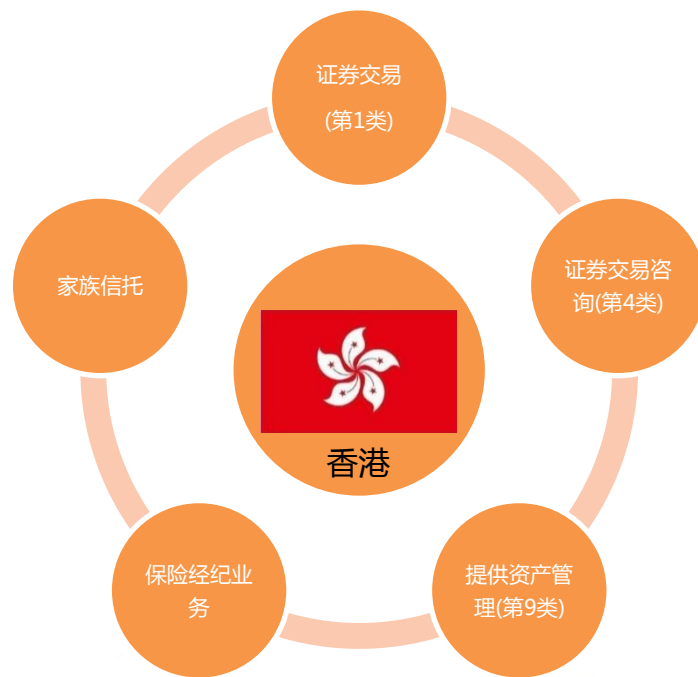 证券交易
(第1类)
证券交易咨
询(第4类)
提供资产管
理(第9类)
保险经纪业
务
家族信托
香港